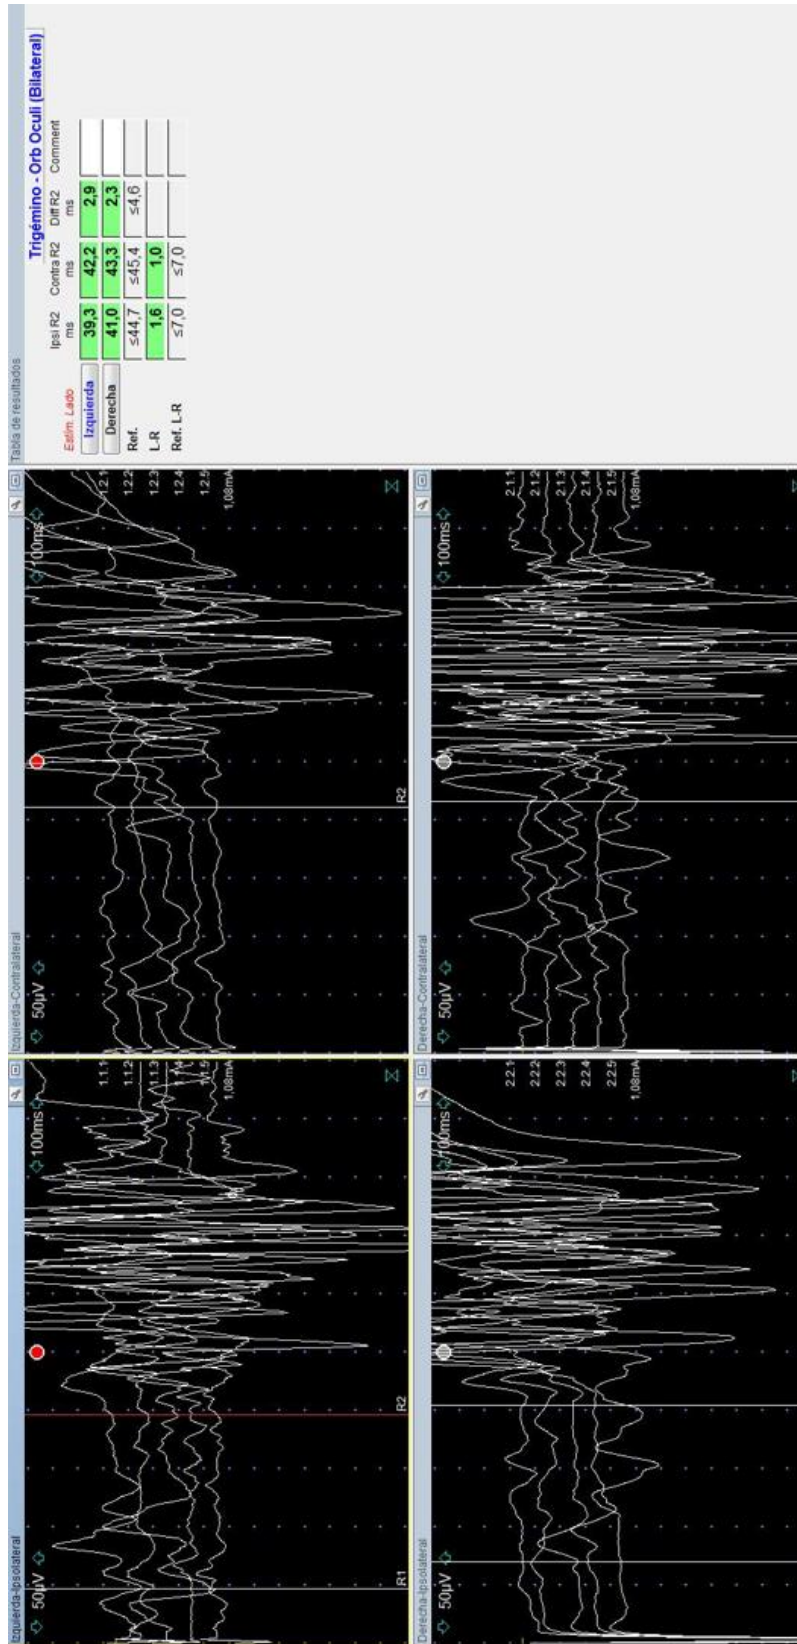 Izquierda-Ipsolateral
50µV
100ms
1.1.1
1.1.2
1.1.3
1.1.4
1.1.5
1,08mA
R1
R2
Izquierda-Contralateral
50µV
100ms
1.2.1
1.2.2
1.2.3
1.2.4
1.2.5
1,08mA
R2
Derecha-Ipsolateral
50µV
100ms
2.2.1
2.2.2
2.2.3
2.2.4
2.2.5
1,08mA
Derecha-Contralateral
50µV
100ms
2.1.1
2.1.2
2.1.3
2.1.4
2.1.5
1,08mA
Tabla de resultados
Trigémino - Orb Oculi (Bilateral)
Ipsi R2 Contra R2 Diff R2 Comment
Estim. Lado ms ms ms
Izquierda 39,3 42,2 2,9
Derecha 41,0 43,3 2,3
Ref. ≤44,7 ≤45,4 ≤4,6
L-R 1,6 1,0
Ref. L-R ≤7,0 ≤7,0